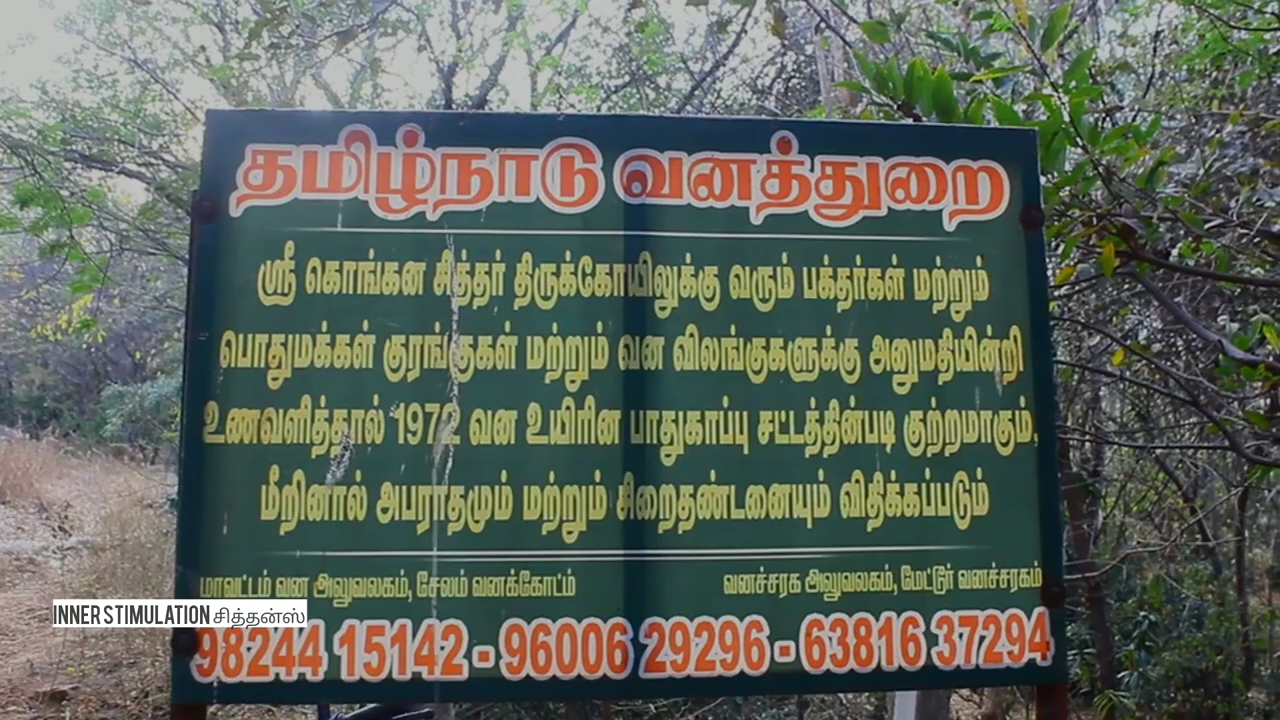 தமிழ்நாடு வனத்துறை
ஸ்ரீ கொங்கன சித்தர் திருக்கோயிலுக்கு வரும் பக்தர்கள் மற்றும்
பொதுமக்கள் குரங்குகள் மற்றும் வன விலங்குகளுக்கு அனுமதியின்றி
உணவளித்தால் 1972 வன உயிரின பாதுகாப்பு சட்டத்தின்படி குற்றமாகும்,
மீறினால் அபராதமும் மற்றும் சிறைதண்டனையும் விதிக்கப்படும்
மாவட்டம் வன அலுவலகம், சேலம் வனக்கோட்ம் வனச்சரக அலுவலகம், மேட்டூர் வனச்சரகம்
INNER STIMULATION சித்தன்ஸ்
98244 15142 - 96006 29296 - 63816 37294